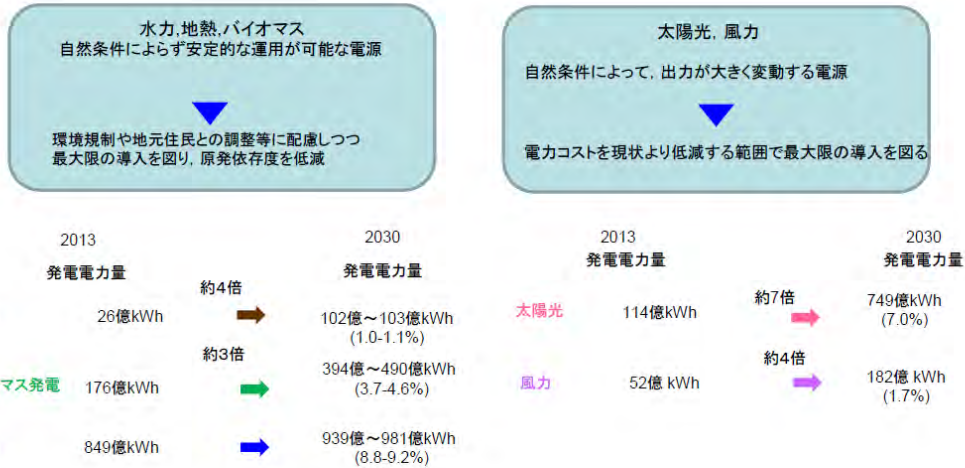 水力,地熱,バイオマス
自然条件によらず安定的な運用が可能な電源
環境規制や地元住民との調整等に配慮しつつ
最大限の導入を図り,原発依存度を低減
太陽光,風力
自然条件によって,出力が大きく変動する電源
電力コストを現状より低減する範囲で最大限の導入を図る
2013
発電電力量
2030
発電電力量
約4倍
26億kWh
102億～103億kWh
(1.0-1.1%)
約3倍
マス発電
176億kWh
394億～490億kWh
(3.7-4.6%)
849億kWh
939億～981億kWh
(8.8-9.2%)
2013
発電電力量
2030
発電電力量
太陽光
114億kWh
約7倍
749億kWh
(7.0%)
風力
52億 kWh
約4倍
182億 kWh
(1.7%)